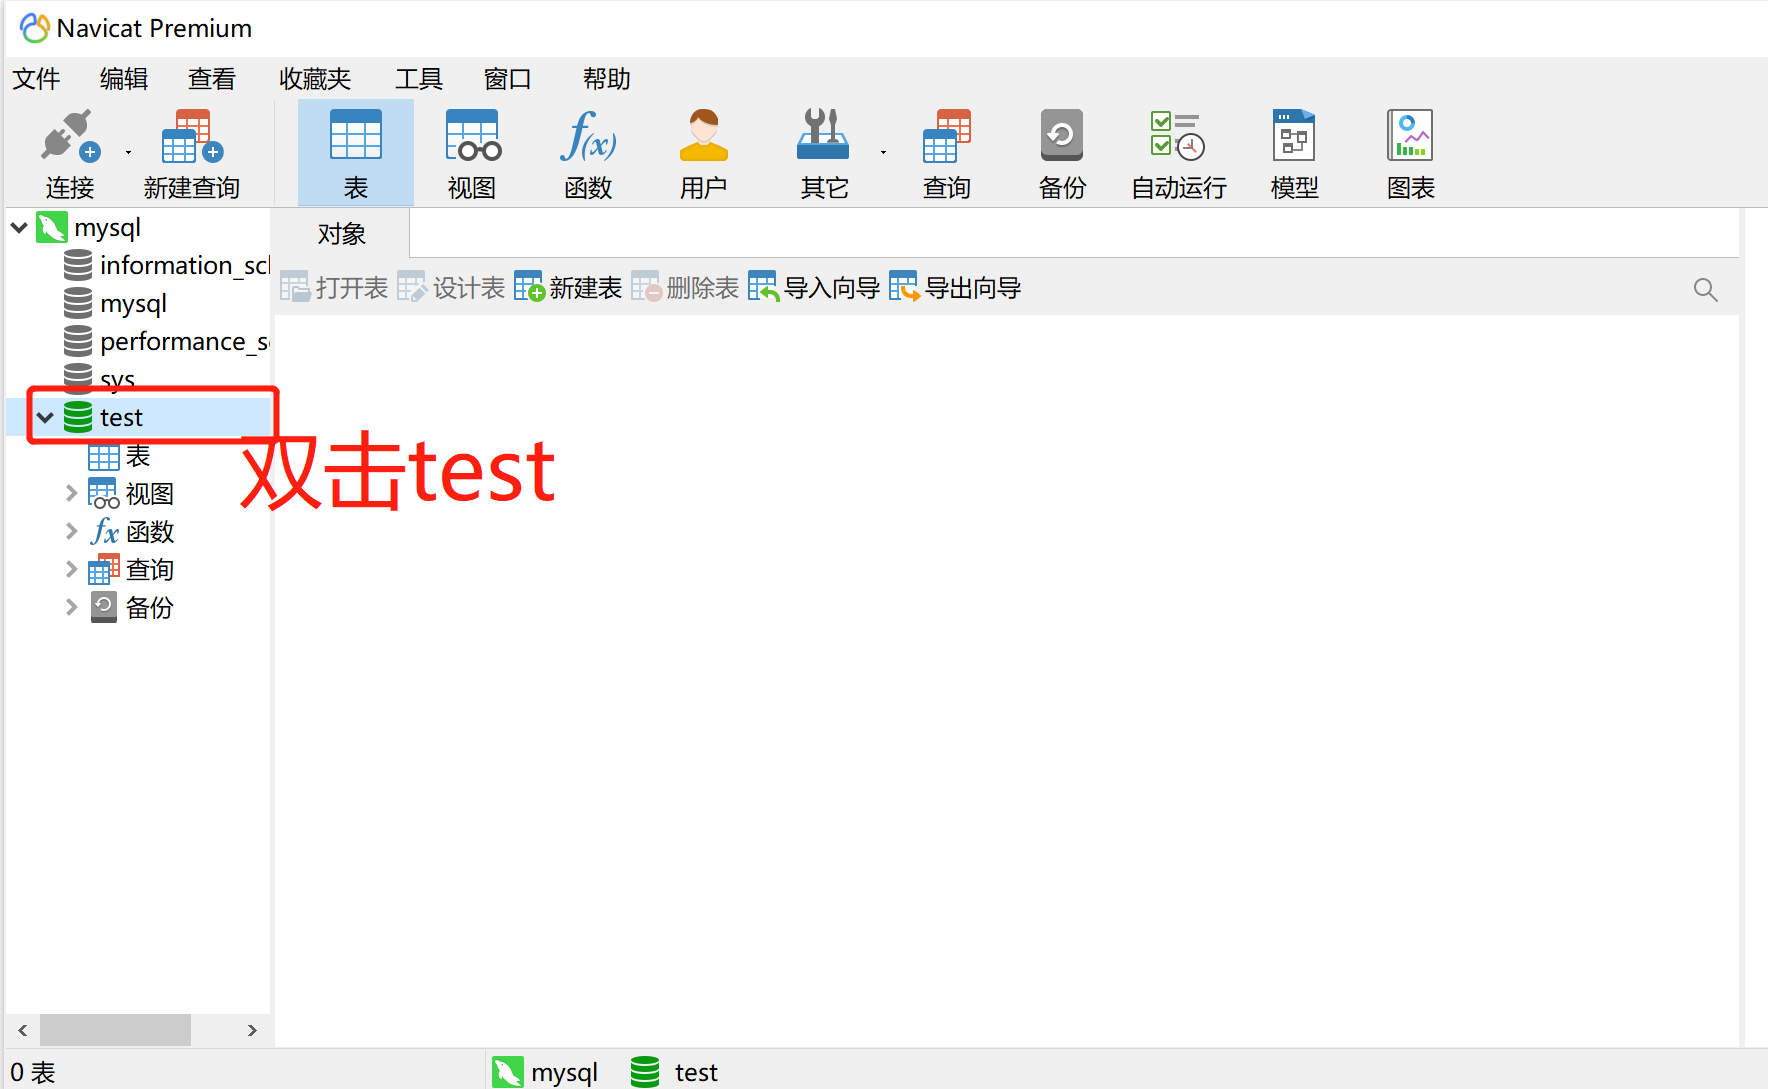 Navicat Premium
文件 编辑 查看 收藏夹 工具 窗口 帮助
连接 新建查询 表 视图 函数 用户 其它 查询 备份 自动运行 模型 图表
mysql
对象
information_scl
打开表 设计表 新建表 删除表 导入向导 导出向导
mysql
performance_s
sys
test
双击test
表
视图
函数
查询
备份
0 表 mysql test